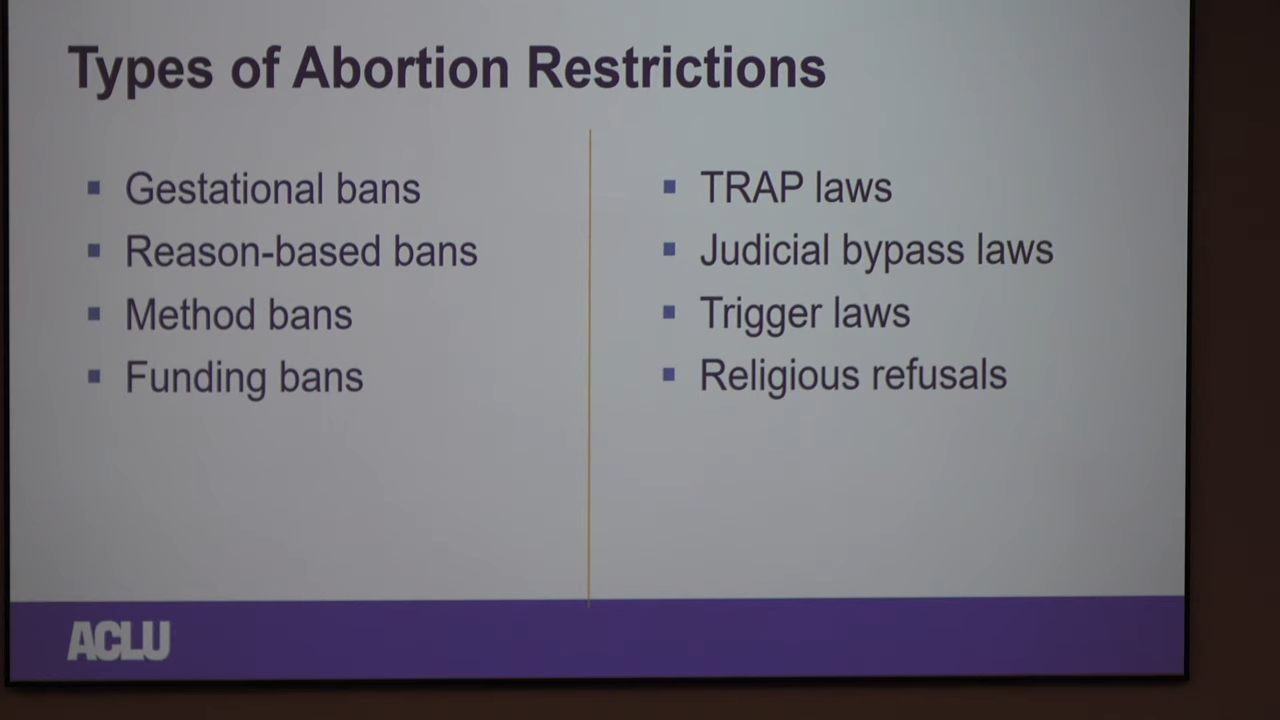 Types of Abortion Restrictions
Gestational bans
Reason-based bans
Method bans
Funding bans
TRAP laws
Judicial bypass laws
Trigger laws
Religious refusals
ACLU